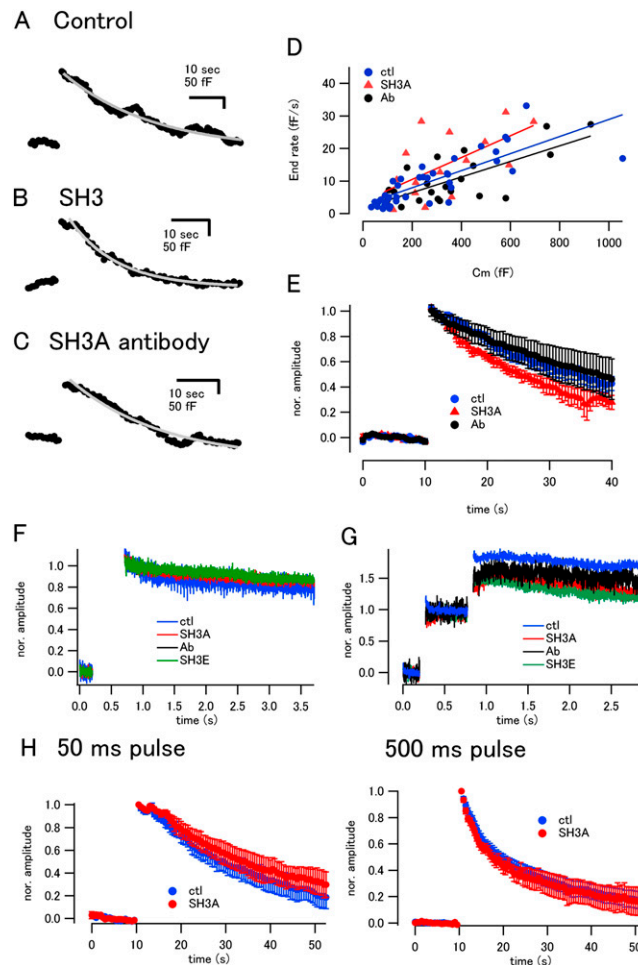 A Control
10 sec
50 fF
B SH3
10 sec
50 fF
C SH3A antibody
10 sec
50 fF
D
ctl
SH3A
Ab
End rate (fF/s)
40
30
20
10
0
0 200 400 600 800 1000
Cm (fF)
E
nor. amplitude
1.0
0.8
0.6
0.4
0.2
0.0
ctl
SH3A
Ab
0 10 20 30 40
time (s)
F
nor. amplitude
1.0
0.8
0.6
0.4
0.2
0.0
ctl
SH3A
Ab
SH3E
0.0 0.5 1.0 1.5 2.0 2.5 3.0 3.5
time (s)
G
nor. amplitude
1.5
1.0
0.5
0.0
ctl
SH3A
Ab
SH3E
0.0 0.5 1.0 1.5 2.0 2.5
time (s)
H 50 ms pulse
nor. amplitude
1.0
0.8
0.6
0.4
0.2
0.0
ctl
SH3A
0 10 20 30 40 50
time (s)
500 ms pulse
nor. amplitude
1.0
0.8
0.6
0.4
0.2
0.0
ctl
SH3A
0 10 20 30 40 50
time (s)